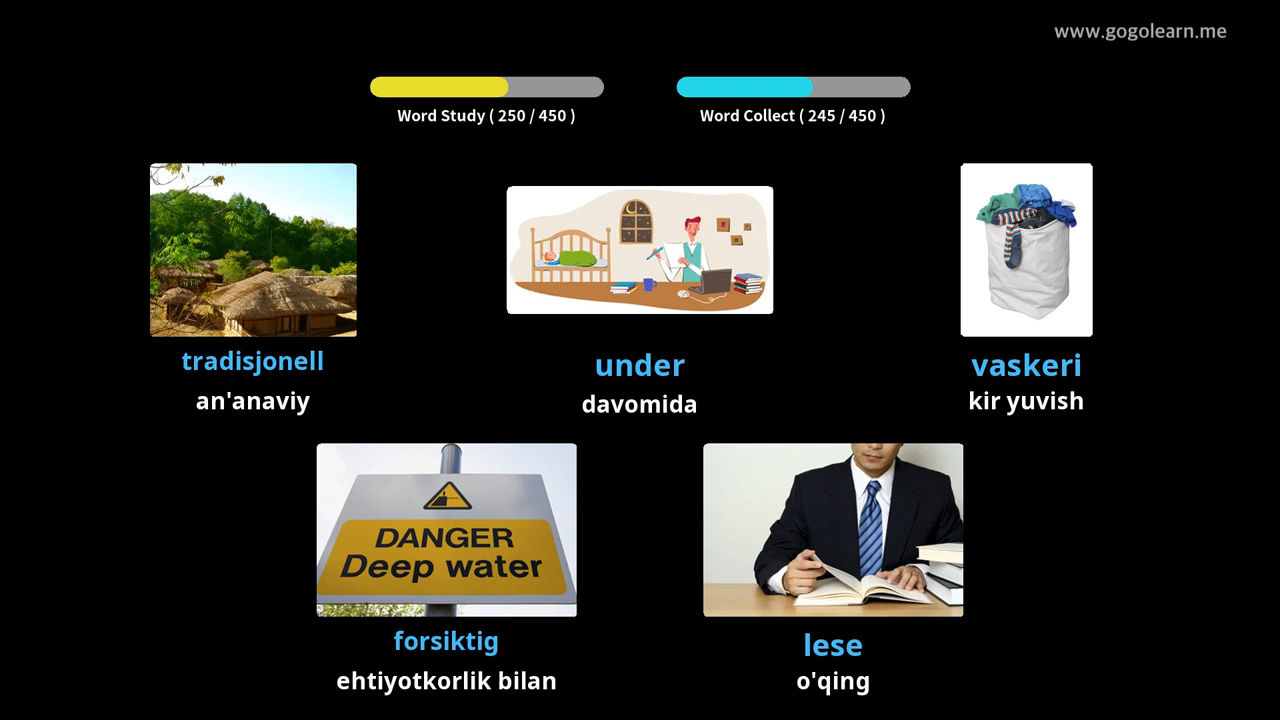 www.gogolearn.me
Word Study ( 250 / 450 )
Word Collect ( 245 / 450 )
tradisjonell
an'anaviy
under
davomida
vaskeri
kir yuvish
DANGER
Deep water
forsiktig
ehtiyotkorlik bilan
lese
o'qing